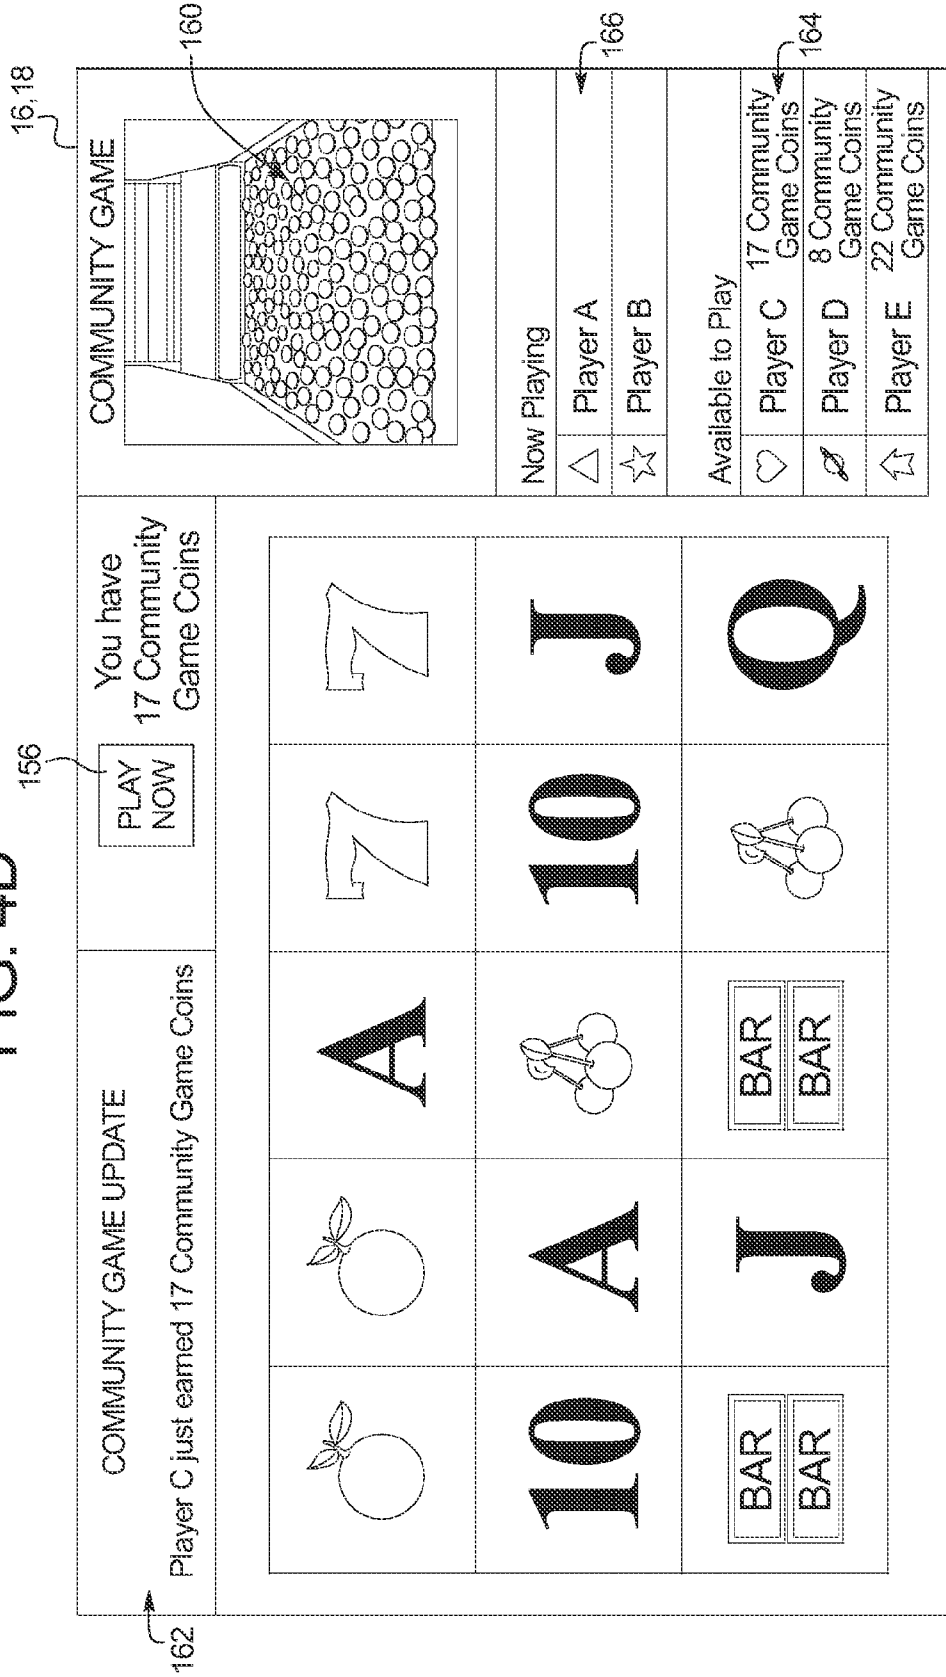 FIG.
16,18
156
162
COMMUNITY GAME UPDATE
Player C just earned 17 Community Game Coins
PLAY
NOW
You have
17 Community
Game Coins
COMMUNITY GAME
160
7 7
10 J
BAR
BAR
A
A
10
J
BAR
BAR
Q
Now Playing
Player A
Player B
166
Available to Play
Player C 17 Community
Game Coins
Player D 8 Community
Game Coins
Player E 22 Community
Game Coins
164